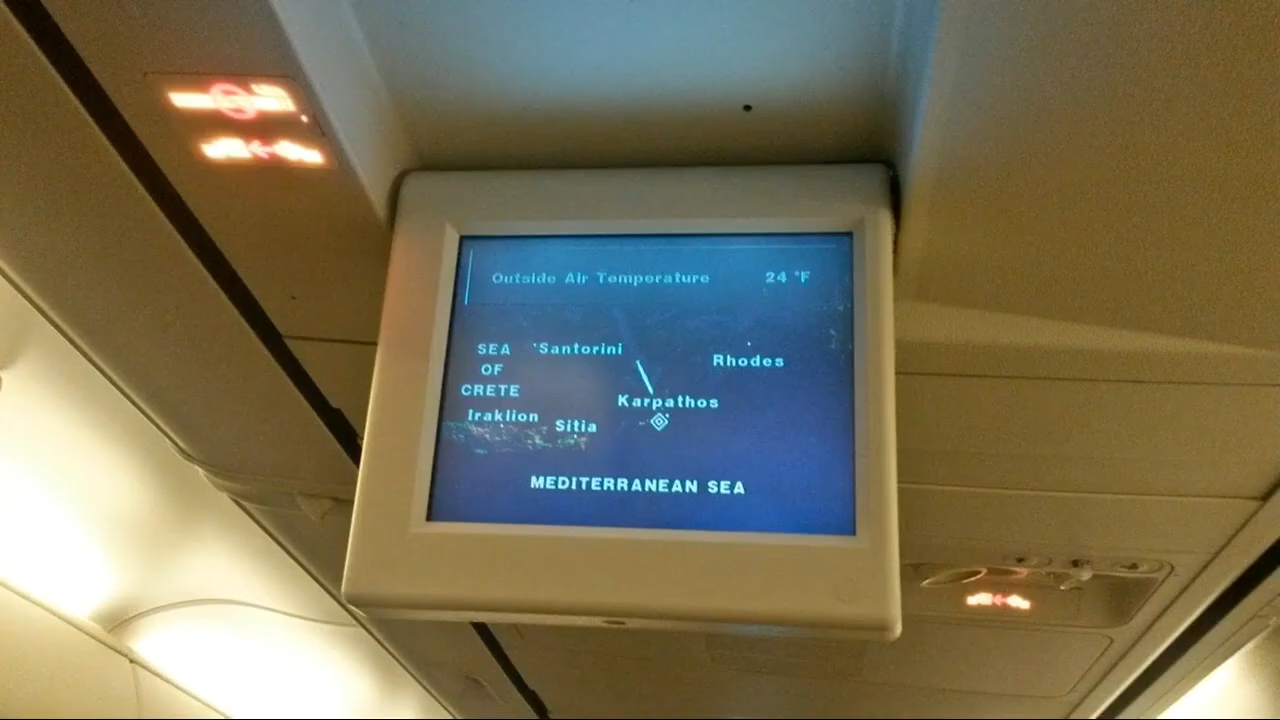 Outside Air Temperature 24 °F
SEA OF CRETE
Santorini
Rhodes
Karpathos
Iraklion
Sitia
MEDITERRANEAN SEA